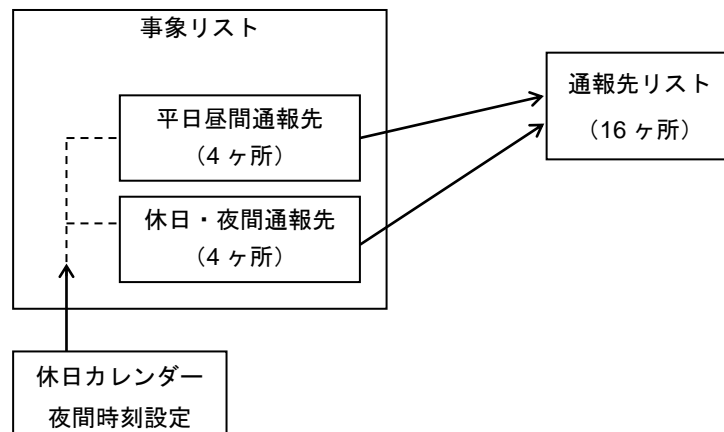 事象リスト
平日昼間通報先
（4 ヶ所）
休日・夜間通報先
（4 ヶ所）
通報先リスト
（16 ヶ所）
休日カレンダー
夜間時刻設定